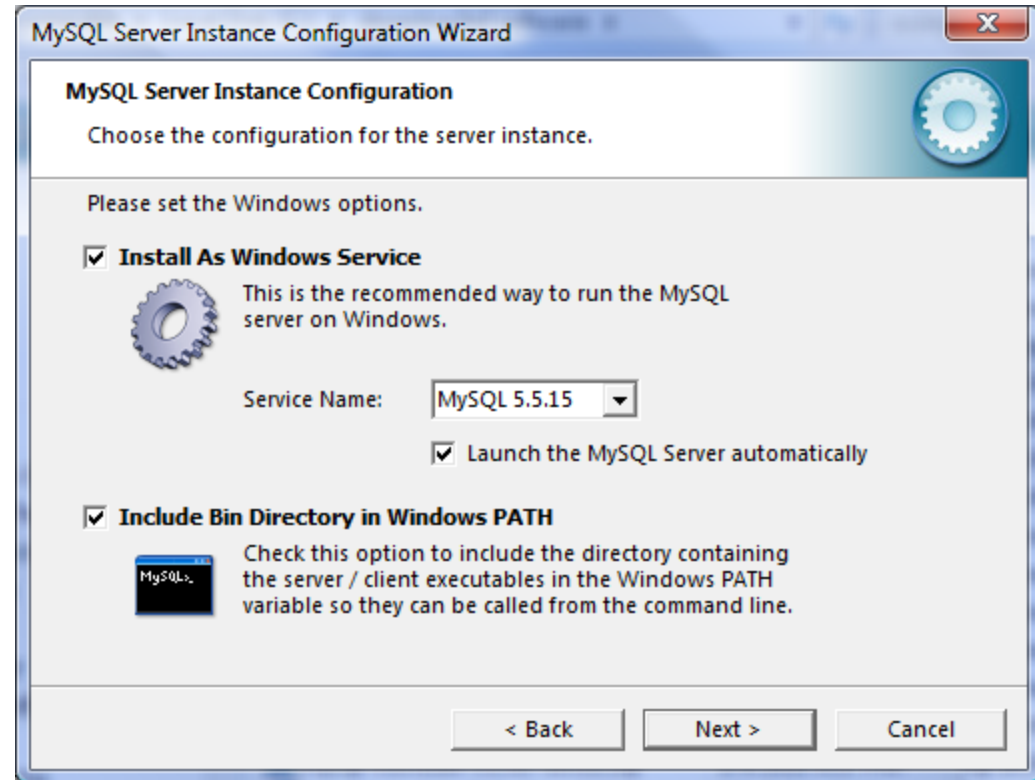 MySQL Server Instance Configuration Wizard
MySQL Server Instance Configuration
Choose the configuration for the server instance.
Please set the Windows options.
Install As Windows Service
This is the recommended way to run the MySQL
server on Windows.
Service Name: MySQL 5.5.15
Launch the MySQL Server automatically
Include Bin Directory in Windows PATH
MySQL>_
Check this option to include the directory containing
the server / client executables in the Windows PATH
variable so they can be called from the command line.
< Back Next > Cancel